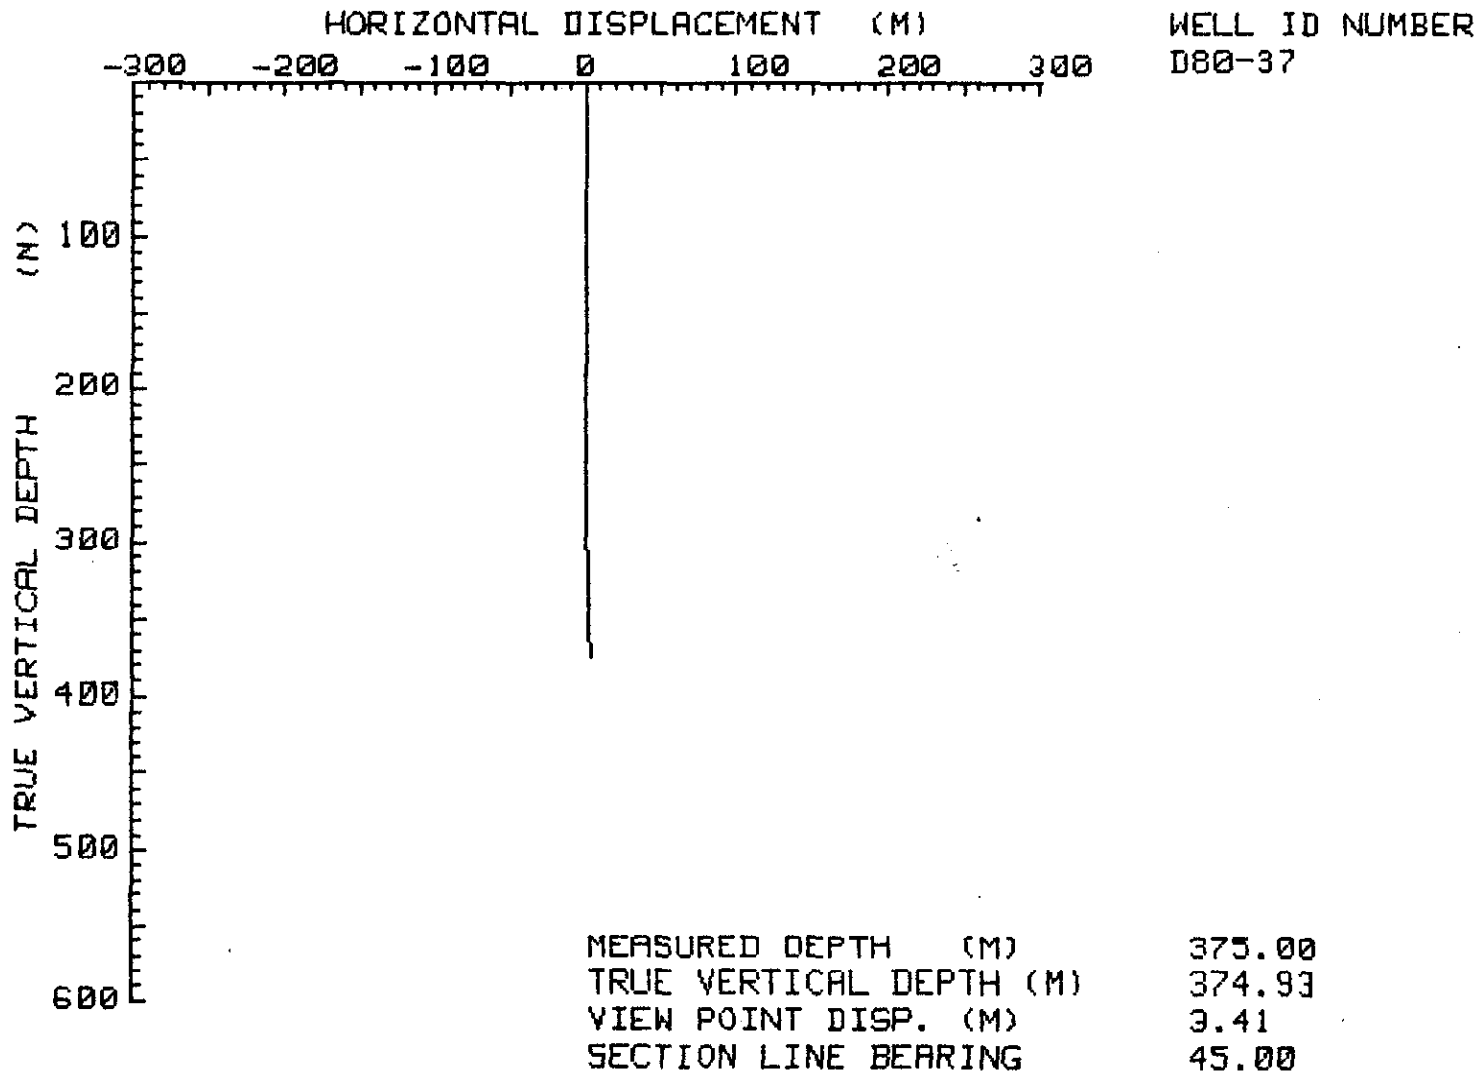 HORIZONTAL DISPLACEMENT (M)
WELL ID NUMBER
D80-37
-300 -200 -100 0 100 200 300
TRUE VERTICAL DEPTH (M)
100
200
300
400
500
600
MEASURED DEPTH (M) 375.00
TRUE VERTICAL DEPTH (M) 374.93
VIEW POINT DISP. (M) 3.41
SECTION LINE BEARING 45.00